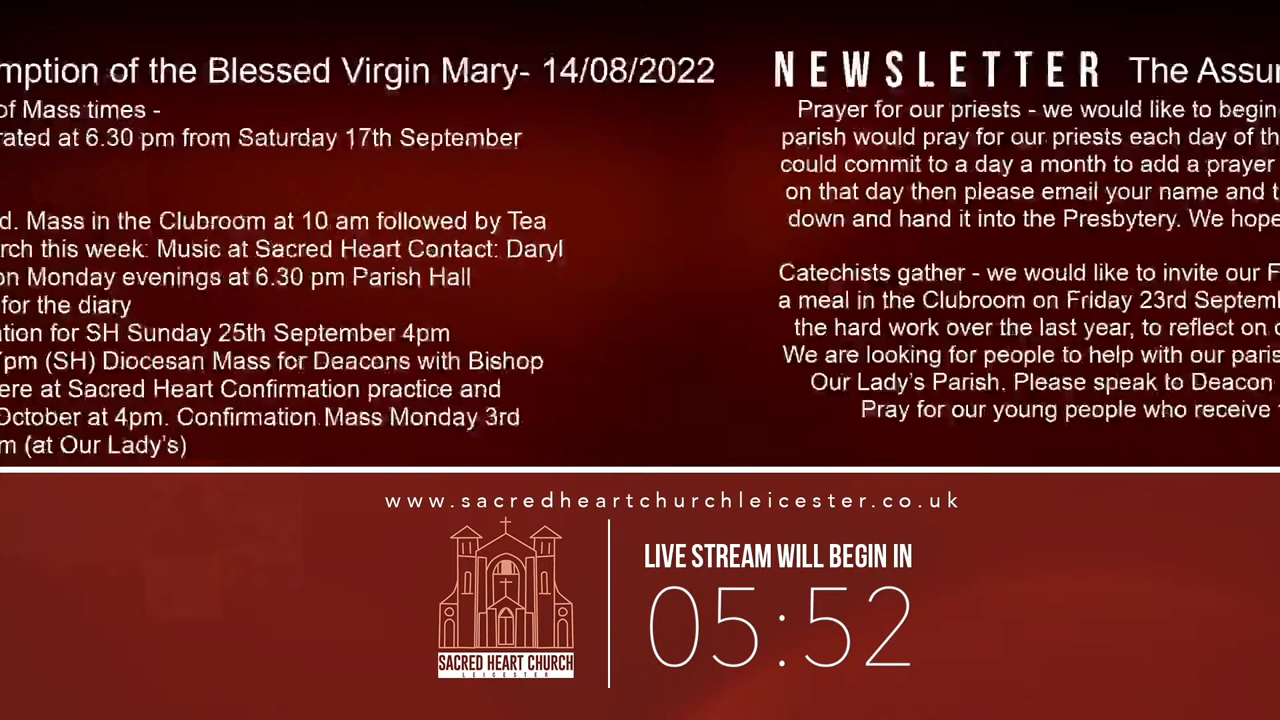 mption of the Blessed Virgin Mary- 14/08/2022
of Mass times -
rated at 6.30 pm from Saturday 17th September
d. Mass in the Clubroom at 10 am followed by Tea
rch this week. Music at Sacred Heart Contact: Daryl
on Monday evenings at 6.30 pm Parish Hall
for the diary
ation for SH Sunday 25th September 4pm
7pm (SH) Diocesan Mass for Deacons with Bishop
ere at Sacred Heart Confirmation practice and
October at 4pm. Confirmation Mass Monday 3rd
m (at Our Lady's)
NEWSLETTER The Assu
Prayer for our priests - we would like to begin
parish would pray for our priests each day of th
could commit to a day a month to add a prayer
on that day then please email your name and t
down and hand it into the Presbytery. We hope
Catechists gather - we would like to invite our F
a meal in the Clubroom on Friday 23rd Septem
the hard work over the last year, to reflect on
We are looking for people to help with our paris
Our Lady's Parish. Please speak to Deacon
Pray for our young people who receive
www.sacredheartchurchleicester.co.uk
SACRED HEART CHURCH
LEICESTER
LIVE STREAM WILL BEGIN IN
05:52